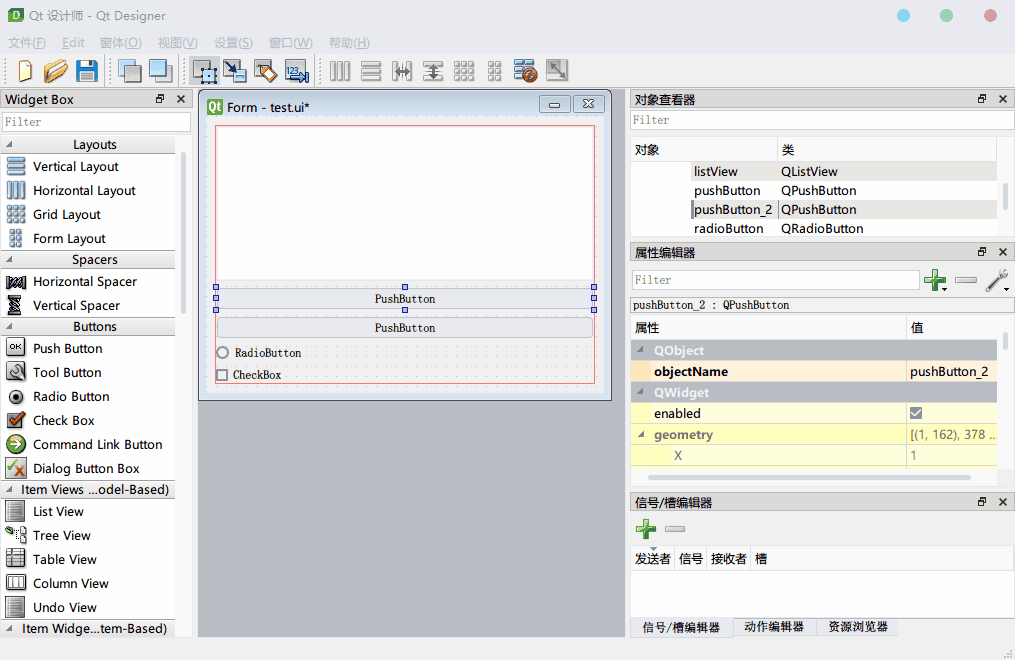 Qt 设计师 - Qt Designer
文件(F) Edit 窗体(O) 视图(V) 设置(S) 窗口(W) 帮助(H)
123
Widget Box
Filter
Layouts
Vertical Layout
Horizontal Layout
Grid Layout
Form Layout
Spacers
Horizontal Spacer
Vertical Spacer
Buttons
OK Push Button
Tool Button
Radio Button
Check Box
Command Link Button
Dialog Button Box
Item Views ...odel-Based)
List View
Tree View
Table View
Column View
Undo View
Item Widge...tem-Based)
Qt Form - test.ui*
PushButton
PushButton
RadioButton
CheckBox
对象查看器
Filter
对象 类
listView QListView
pushButton QPushButton
pushButton_2 QPushButton
radioButton QRadioButton
属性编辑器
Filter
pushButton_2 : QPushButton
属性 值
QObject
objectName pushButton_2
QWidget
enabled
geometry [(1, 162), 378 ...
X 1
信号/槽编辑器
发送者 信号 接收者 槽
信号/槽编辑器 动作编辑器 资源浏览器